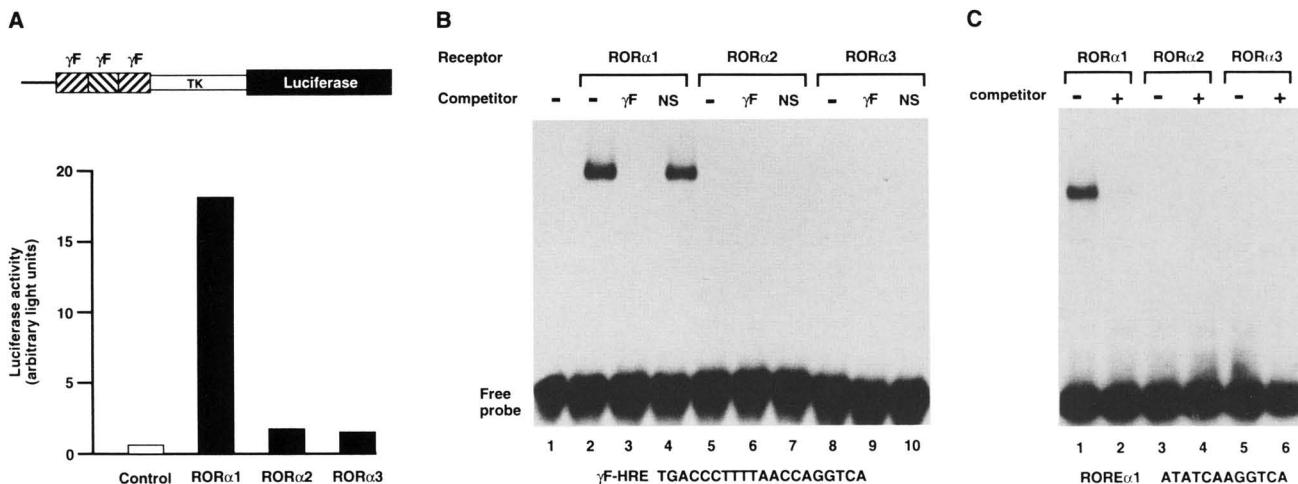 A
γF γF γF
TK Luciferase
Luciferase activity
(arbitrary light units)
20
15
10
5
0
Control RORα1 RORα2 RORα3
B
Receptor RORα1 RORα2 RORα3
Competitor - - γF NS - γF NS - γF NS
Free
probe
1 2 3 4 5 6 7 8 9 10
γF-HRE TGACCCTTTTAACCAGGTCA
C
RORα1 RORα2 RORα3
competitor - + - + - +
1 2 3 4 5 6
ROREα1 ATATCAAGGTCA